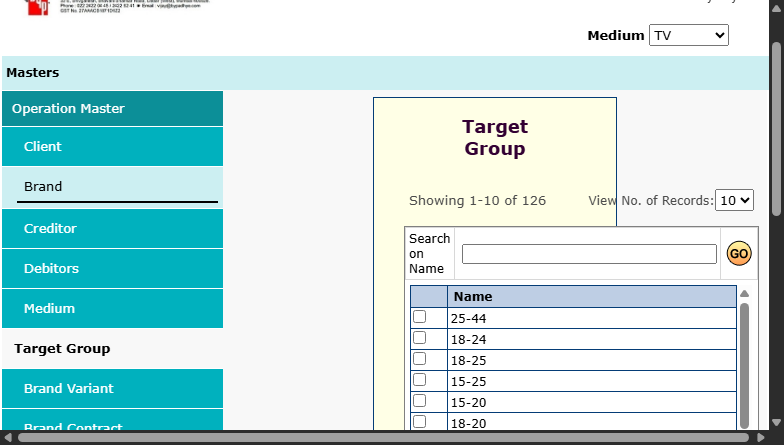 Medium TV
Masters
Operation Master
Client
Brand
Creditor
Debitors
Medium
Target Group
Brand Variant
Brand Contract
Target
Group
Showing 1-10 of 126
View No. of Records: 10
Search
on
Name
GO
Name
25-44
18-24
18-25
15-25
15-20
18-20